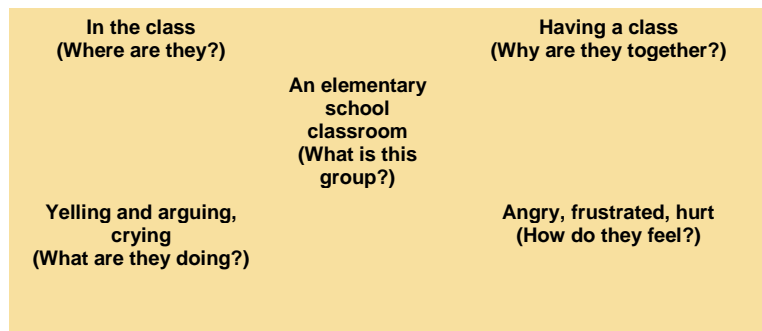 In the class
(Where are they?)
Having a class
(Why are they together?)
An elementary
school
classroom
(What is this
group?)
Yelling and arguing,
crying
(What are they doing?)
Angry, frustrated, hurt
(How do they feel?)